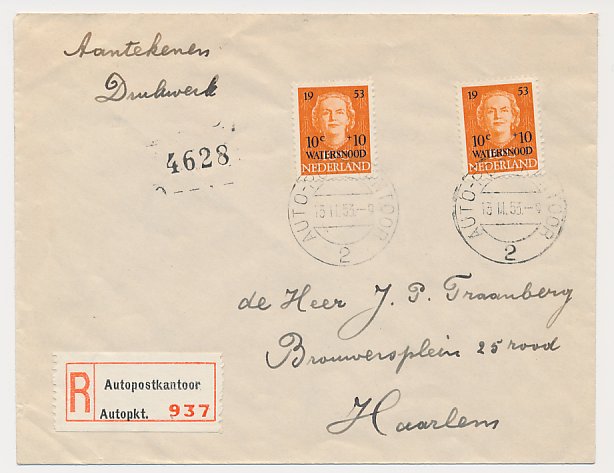 Aantekenen
Drukwerk
4628
19 53
10c +10
WATERSNOOD
NEDERLAND
19 53
10c +10
WATERSNOOD
NEDERLAND
2
2
de Heer J. P. Traanberg
Brouwersplein 25 rood
Haarlem
R
Autopostkantoor
Autopkt. 937